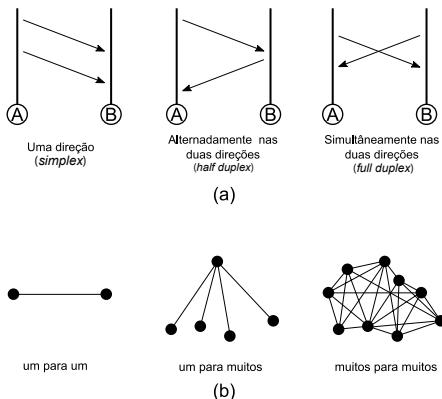 A B A B A B
Uma direção
(simplex)
Alternadamente nas
duas direções
(half duplex)
Simultâneamente nas
duas direções
(full duplex)
(a)
um para um
um para muitos
muitos para muitos
(b)